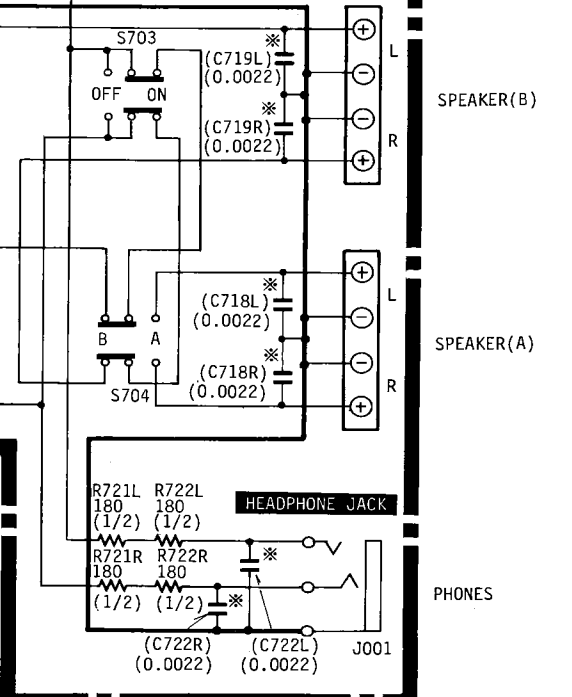 S703
※
(C719L)
(0.0022)
L
+
−
OFF ON
※
(C719R)
(0.0022)
−
R
+
SPEAKER(B)
※
(C718L)
(0.0022)
L
+
−
B A
※
(C718R)
(0.0022)
−
R
+
S704
SPEAKER(A)
R721L R722L
180 180
(1/2) (1/2)
HEADPHONE JACK
R721R R722R
180 180
(1/2) (1/2)
※
※
PHONES
(C722R) (C722L)
(0.0022) (0.0022)
J001